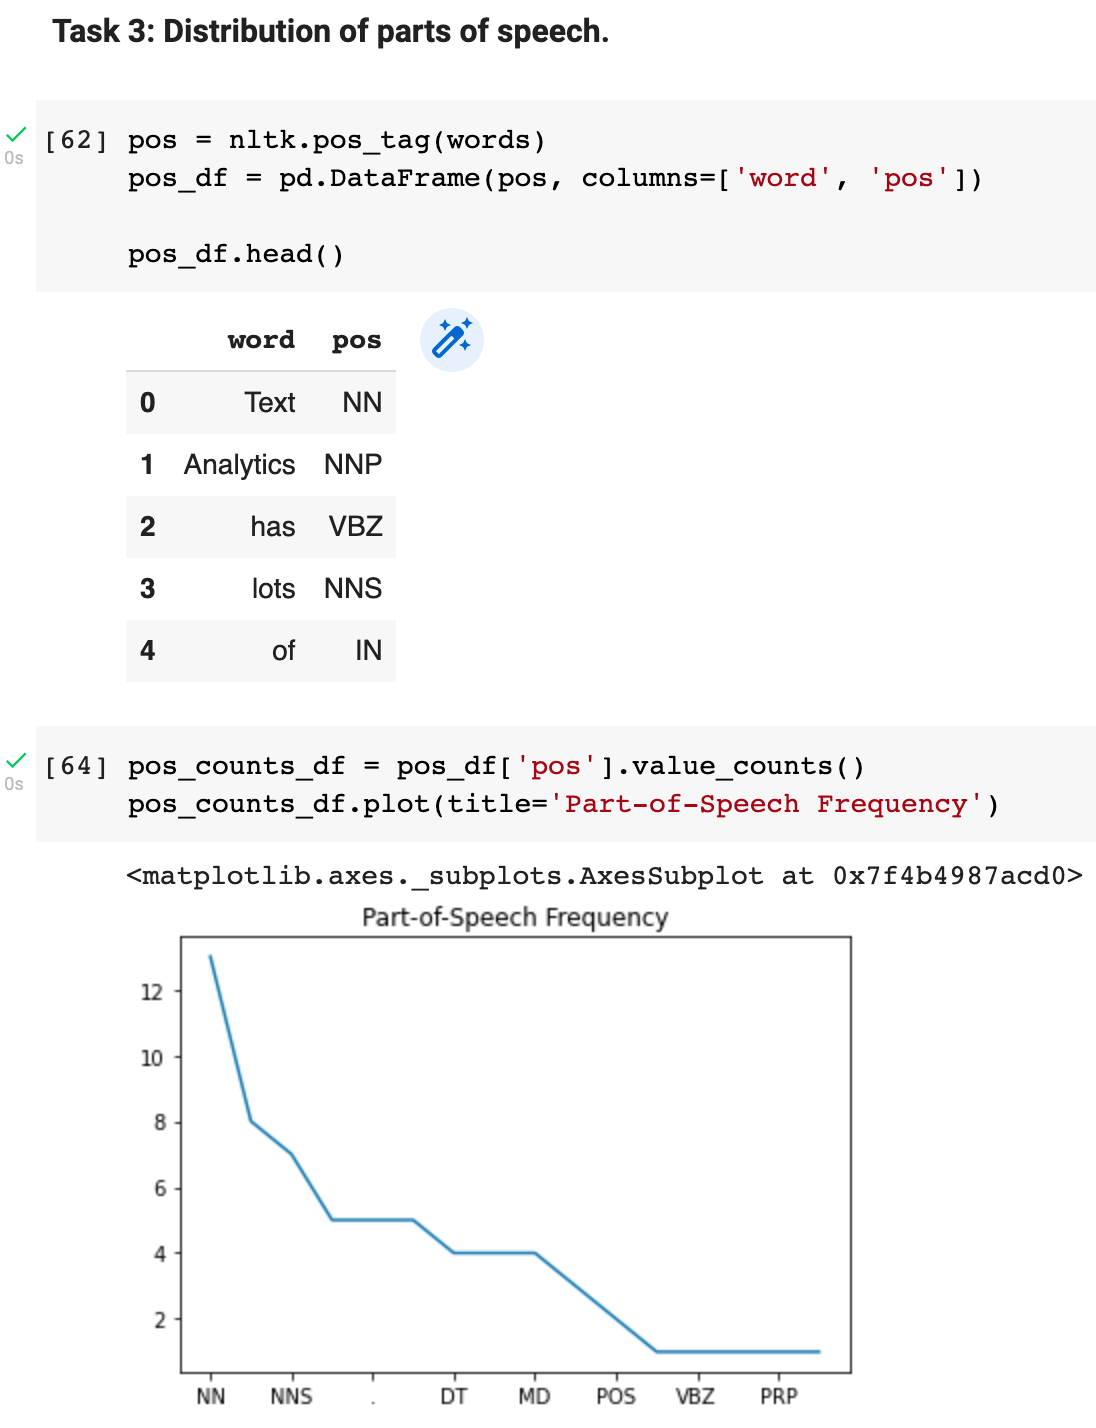 Task 3: Distribution of parts of speech.
[62] pos = nltk.pos_tag(words)
0s
pos_df = pd.DataFrame(pos, columns=['word', 'pos'])
pos_df.head()
word pos
0 Text NN
1 Analytics NNP
2 has VBZ
3 lots NNS
4 of IN
[64] pos_counts_df = pos_df['pos'].value_counts()
0s
pos_counts_df.plot(title='Part-of-Speech Frequency')
<matplotlib.axes._subplots.AxesSubplot at 0x7f4b4987acd0>
Part-of-Speech Frequency
12
10
8
6
4
2
NN NNS . DT MD POS VBZ PRP